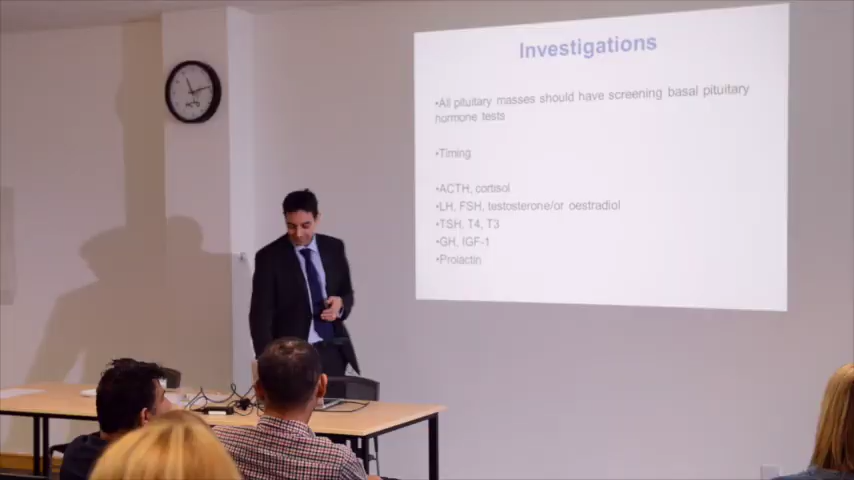 Investigations
•All pituitary masses should have screening basal pituitary
hormone tests
•Timing
•ACTH, cortisol
•LH, FSH, testosterone/or oestradiol
•TSH, T4, T3
•GH, IGF-1
•Prolactin